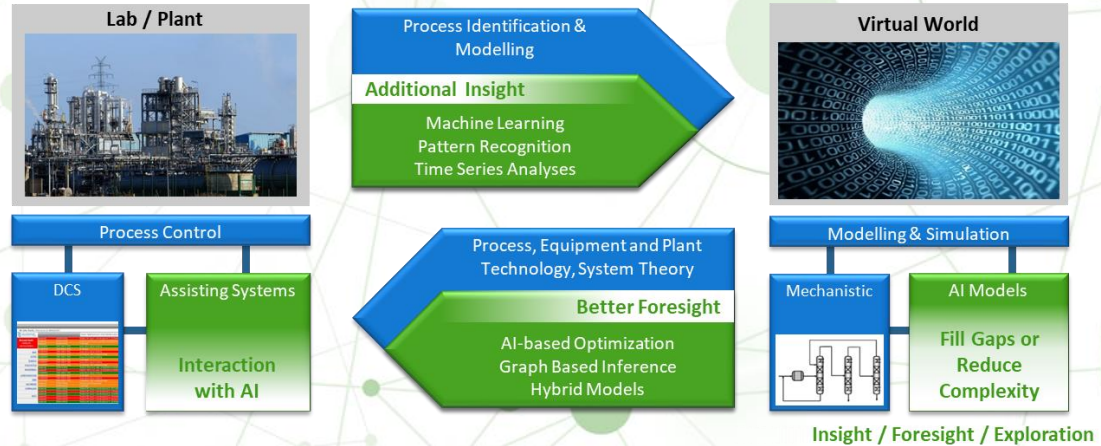 Lab / Plant
Process Control
DCS
Assisting Systems
Interaction
with AI
Process Identification &
Modelling
Additional Insight
Machine Learning
Pattern Recognition
Time Series Analyses
Process, Equipment and Plant
Technology, System Theory
Better Foresight
AI-based Optimization
Graph Based Inference
Hybrid Models
Virtual World
Modelling & Simulation
Mechanistic
AI Models
Fill Gaps or
Reduce
Complexity
Insight / Foresight / Exploration